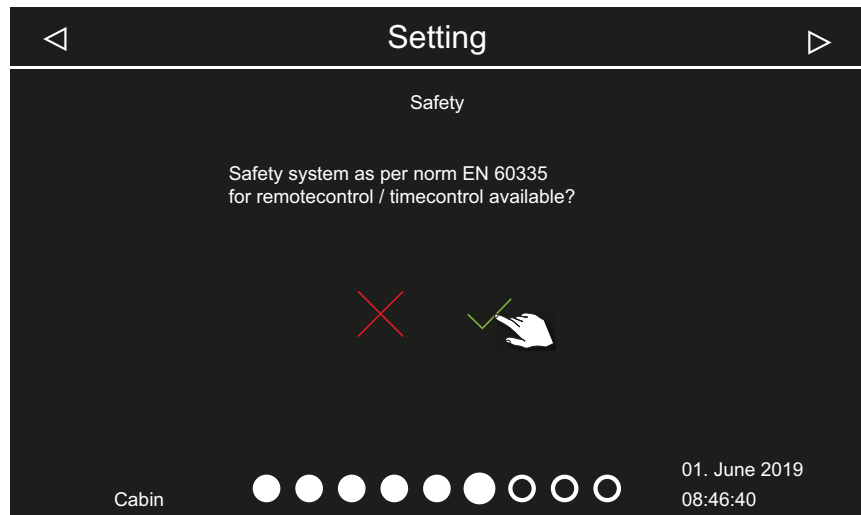 Setting
Safety
Safety system as per norm EN 60335
for remotecontrol / timecontrol available?
01. June 2019
Cabin
08:46:40